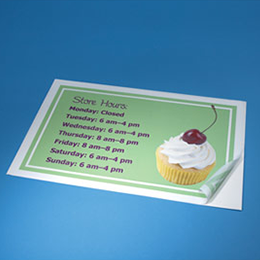 Store Hours:
Monday: Closed
Tuesday: 6 am–4 pm
Wednesday: 6 am–4 pm
Thursday: 8 am–8 pm
Friday: 8 am–8 pm
Saturday: 6 am–4 pm
Sunday: 6 am–4 pm